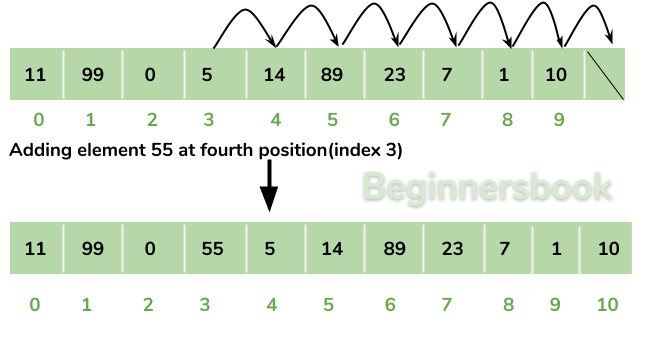 11 99 0 5 14 89 23 7 1 10
0 1 2 3 4 5 6 7 8 9
Adding element 55 at fourth position(index 3)
Beginnersbook
11 99 0 55 5 14 89 23 7 1 10
0 1 2 3 4 5 6 7 8 9 10